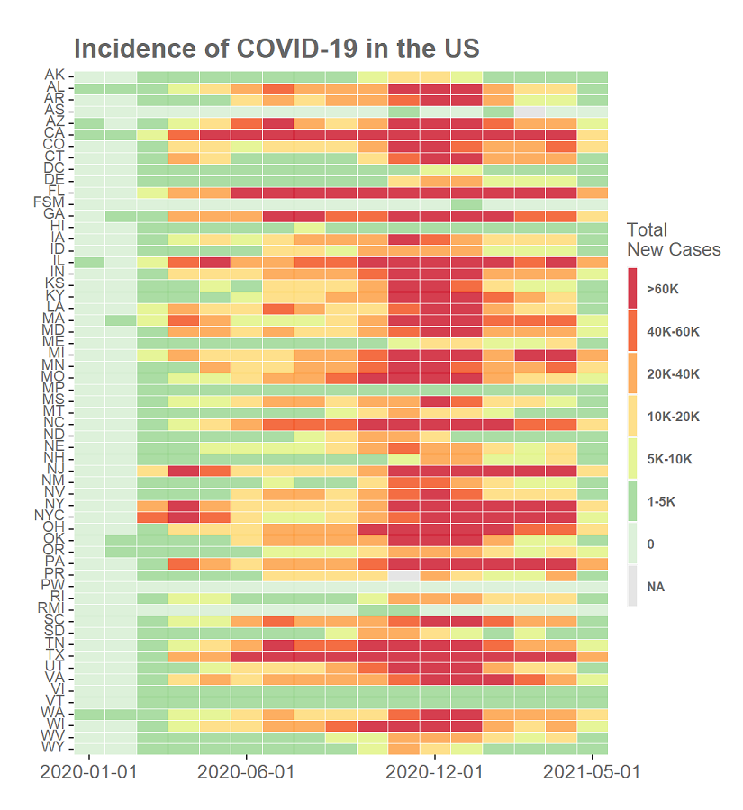 Incidence of COVID-19 in the US
AK
AL
AR
AS
AZ
CA
CO
CT
DC
DE
FL
FSM
GA
HI
IA
ID
IL
IN
KS
KY
LA
MA
MD
ME
MI
MN
MO
MP
MS
MT
NC
ND
NE
NH
NJ
NM
NV
NY
NYC
OH
OK
OR
PA
PR
PW
RI
RMI
SC
SD
TN
TX
UT
VA
VI
VT
WA
WI
WV
WY
2020-01-01 2020-06-01 2020-12-01 2021-05-01
Total
New Cases
>60K
40K-60K
20K-40K
10K-20K
5K-10K
1-5K
0
NA